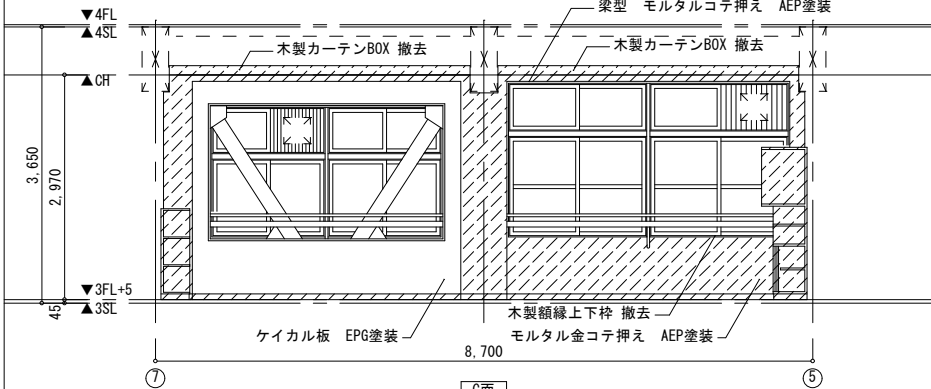 梁型 モルタルコテ押え AEP塗装
▼4FL
▲4SL
木製カーテンBOX 撤去
木製カーテンBOX 撤去
▲CH
3,650
2,970
▼3FL+5
45
▲3SL
木製額縁上下枠 撤去
ケイカル板 EPG塗装
モルタル金コテ押え AEP塗装
8,700
7
5
C面